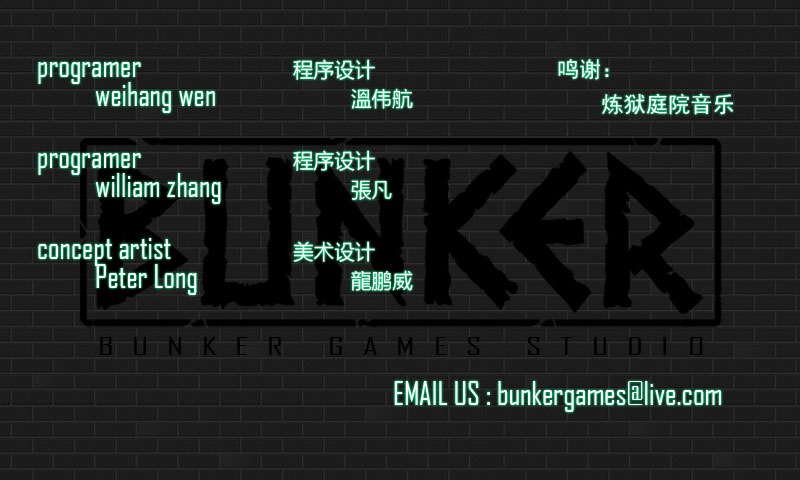 programer
weihang wen
程序设计
溫伟航
鸣谢：
炼狱庭院音乐
programer
william zhang
程序设计
張凡
concept artist
Peter Long
美术设计
龍鹏威
BUNKER
BUNKER GAMES STUDIO
EMAIL US : bunkergames@live.com